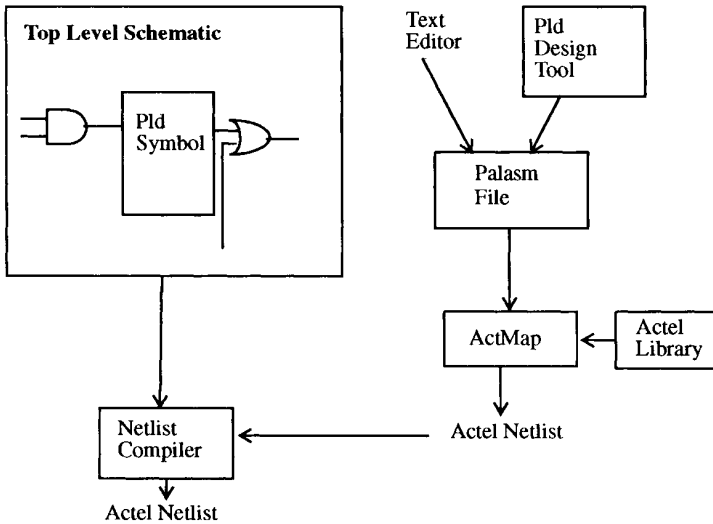 Top Level Schematic
Pld
Symbol
Text
Editor
Pld
Design
Tool
Palasm
File
ActMap
Actel
Library
Actel Netlist
Netlist
Compiler
Actel Netlist